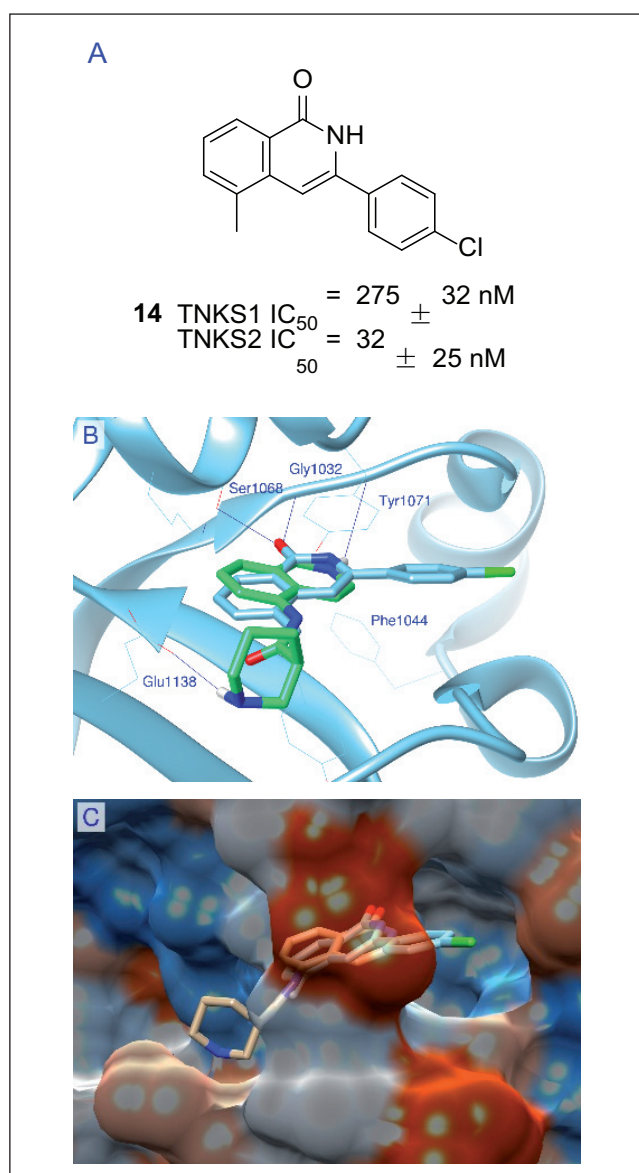 A
O
NH
Cl
14 TNKS1 IC50 = 275 ± 32 nM
TNKS2 IC50 = 32 ± 25 nM
B
Gly1032
Ser1068
Tyr1071
Phe1044
Glu1138
C